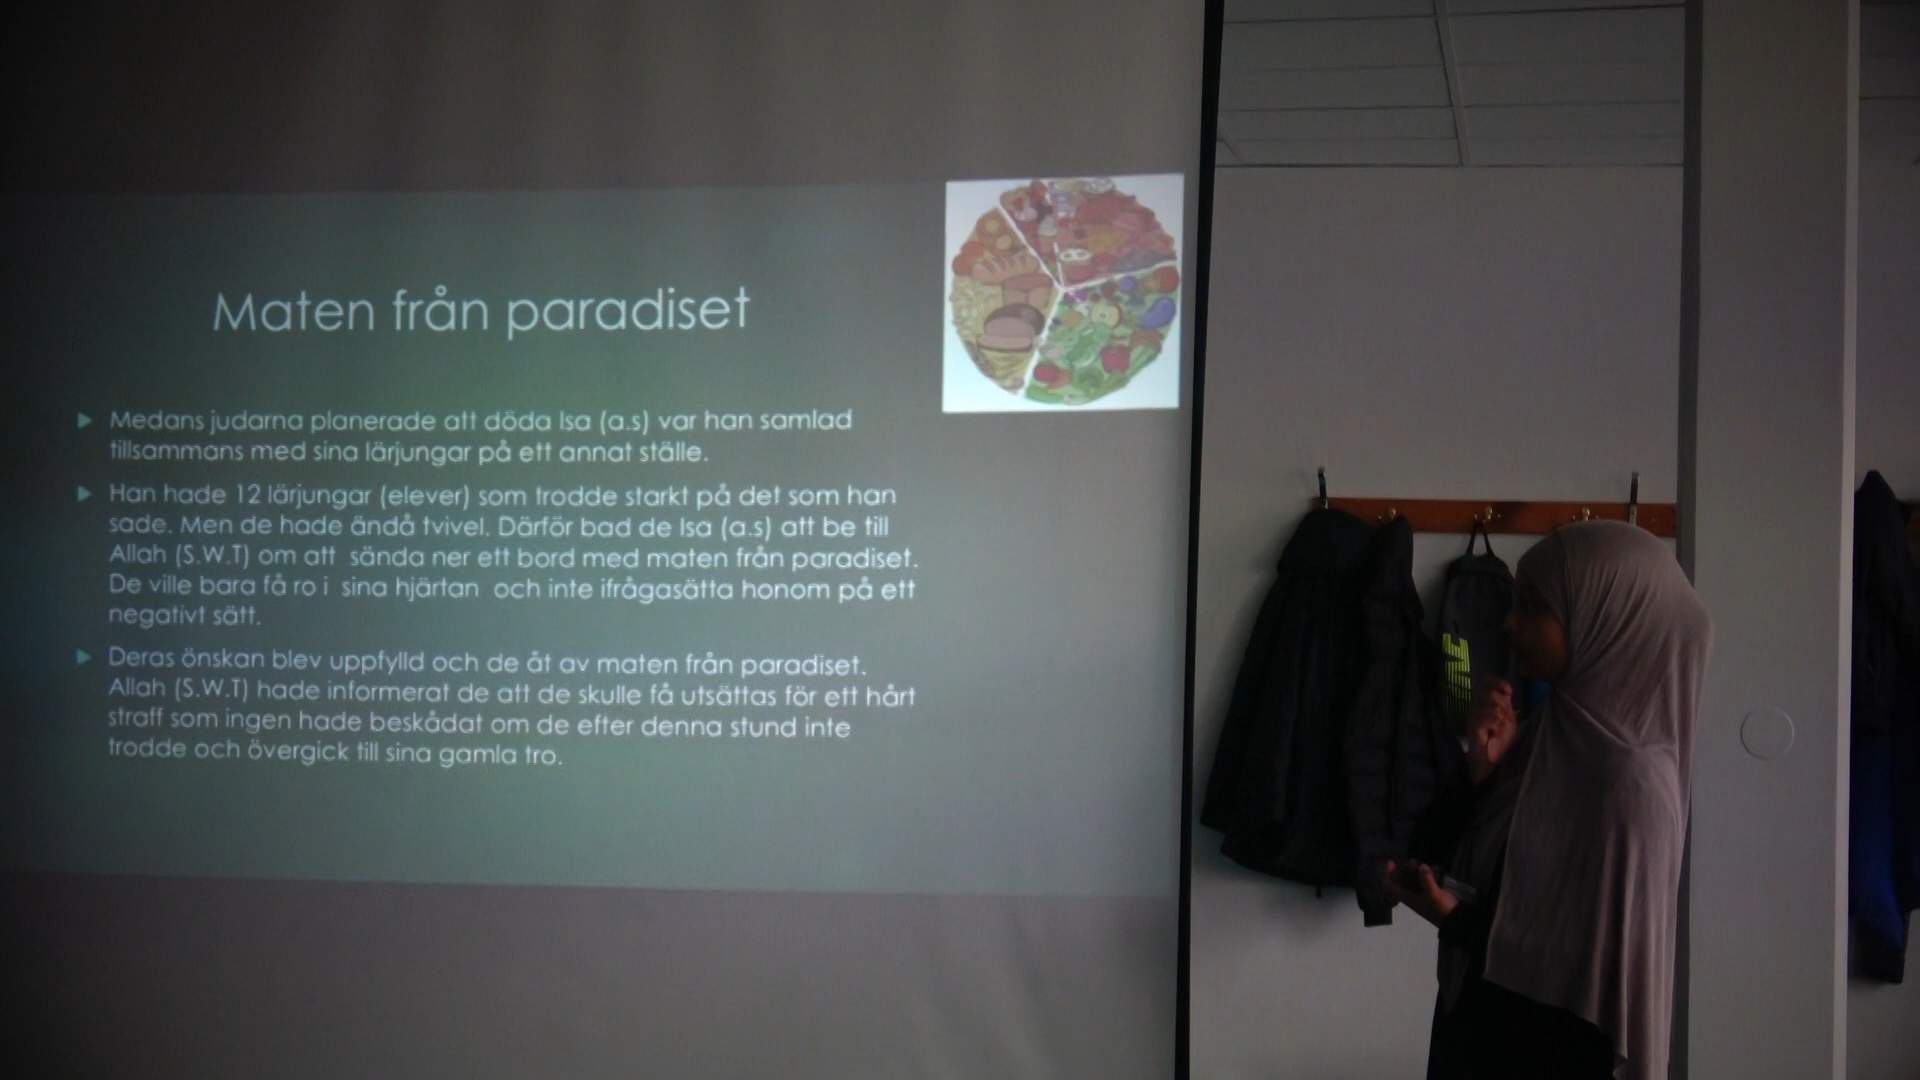 Maten från paradiset
Medans judarna planerade att döda Isa (a.s) var han samlad
tillsammans med sina lärjungar på ett annat ställe.
Han hade 12 lärjungar (elever) som trodde starkt på det som han
sade. Men de hade ändå tvivel. Därför bad de Isa (a.s) att be till
Allah (S.W.T) om att sända ner ett bord med maten från paradiset.
De ville bara få ro i sina hjärtan och inte ifrågasätta honom på ett
negativt sätt.
Deras önskan blev uppfylld och de åt av maten från paradiset.
Allah (S.W.T) hade informerat de att de skulle få utsättas för ett hårt
straff som ingen hade beskådat om de efter denna stund inte
trodde och övergick till sina gamla tro.